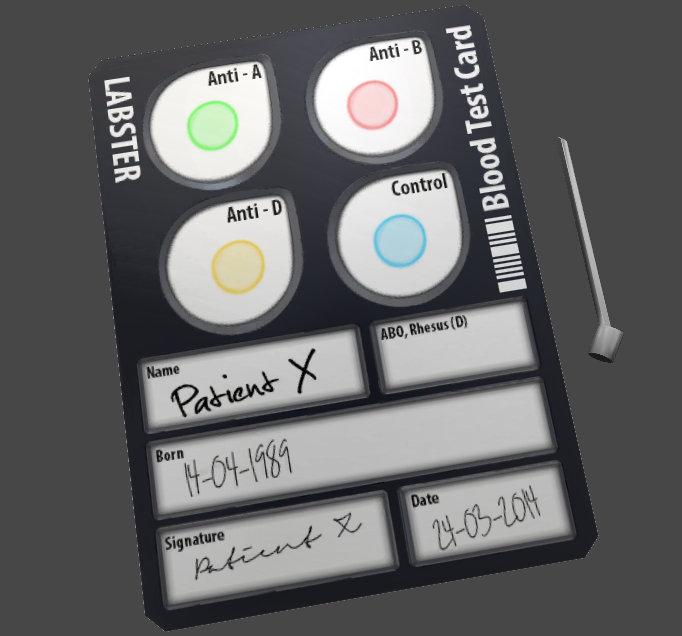 LABSTER
Anti - A
Anti - B
Blood Test Card
Anti - D
Control
Name
Patient X
ABO, Rhesus (D)
Born
14-04-1989
Signature
Patient X
Date
24-03-2014